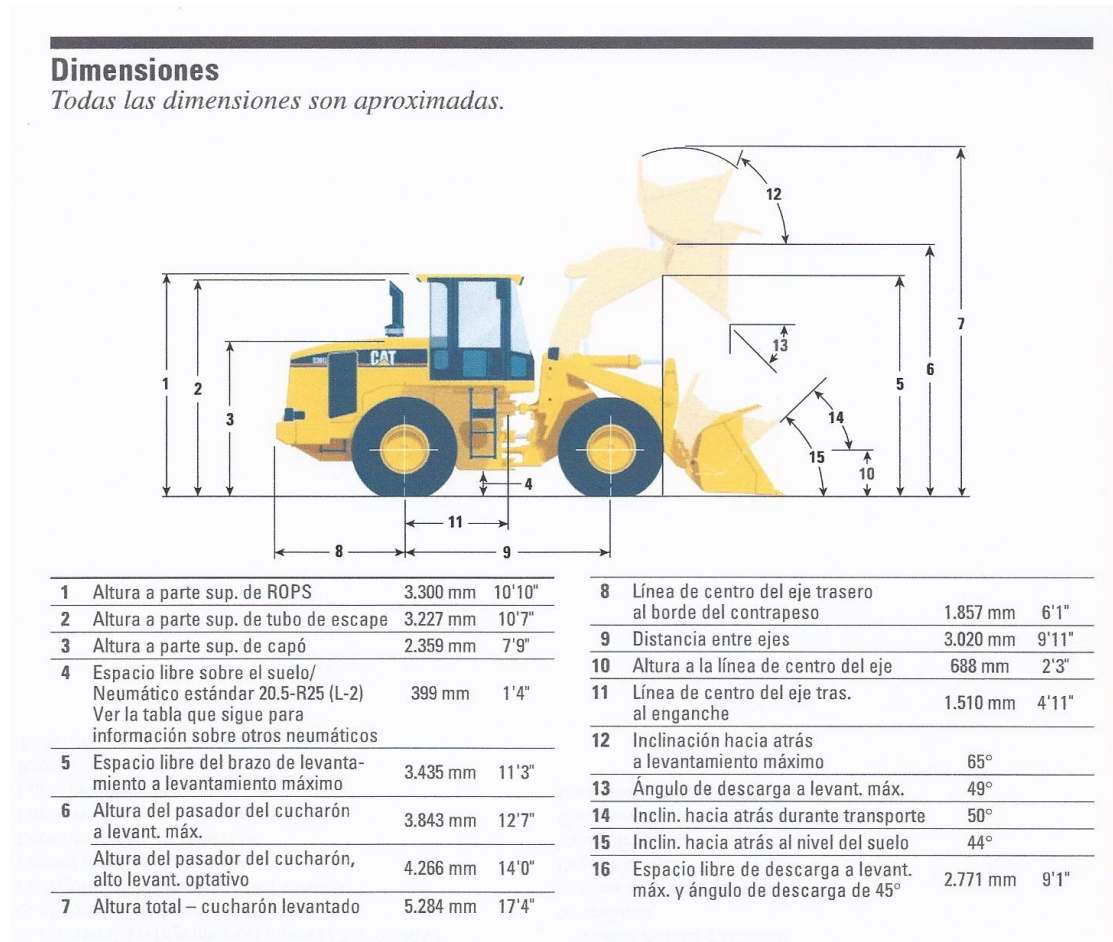 Dimensiones
Todas las dimensiones son aproximadas.
12
13
7
1
2
3
5
6
14
15
10
4
11
8
9
CAT
1 Altura a parte sup. de ROPS 3.300 mm 10'10"
2 Altura a parte sup. de tubo de escape 3.227 mm 10'7"
3 Altura a parte sup. de capó 2.359 mm 7'9"
4 Espacio libre sobre el suelo/
Neumático estándar 20.5-R25 (L-2) 399 mm 1'4"
Ver la tabla que sigue para
información sobre otros neumáticos
5 Espacio libre del brazo de levanta-
miento a levantamiento máximo 3.435 mm 11'3"
6 Altura del pasador del cucharón
a levant. máx. 3.843 mm 12'7"
Altura del pasador del cucharón,
alto levant. optativo 4.266 mm 14'0"
7 Altura total – cucharón levantado 5.284 mm 17'4"
8 Línea de centro del eje trasero
al borde del contrapeso 1.857 mm 6'1"
9 Distancia entre ejes 3.020 mm 9'11"
10 Altura a la línea de centro del eje 688 mm 2'3"
11 Línea de centro del eje tras.
al enganche 1.510 mm 4'11"
12 Inclinación hacia atrás
a levantamiento máximo 65°
13 Ángulo de descarga a levant. máx. 49°
14 Inclin. hacia atrás durante transporte 50°
15 Inclin. hacia atrás al nivel del suelo 44°
16 Espacio libre de descarga a levant.
máx. y ángulo de descarga de 45° 2.771 mm 9'1"